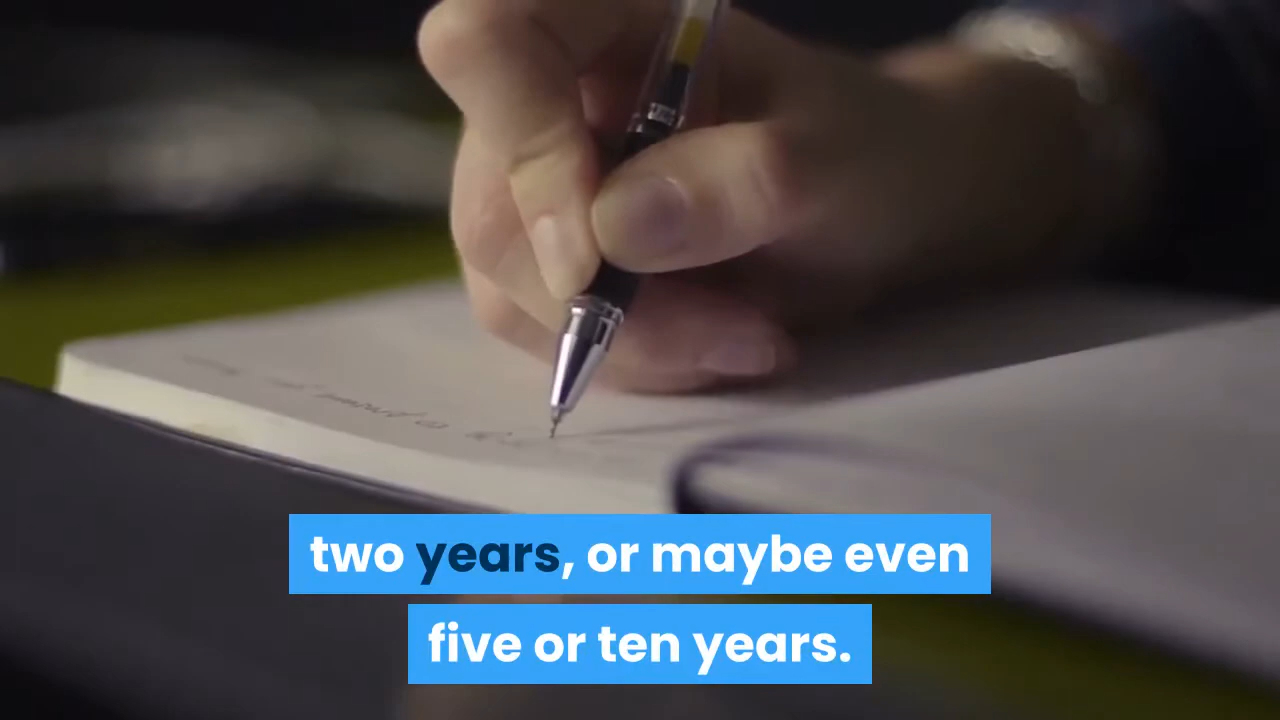 two years, or maybe even
five or ten years.